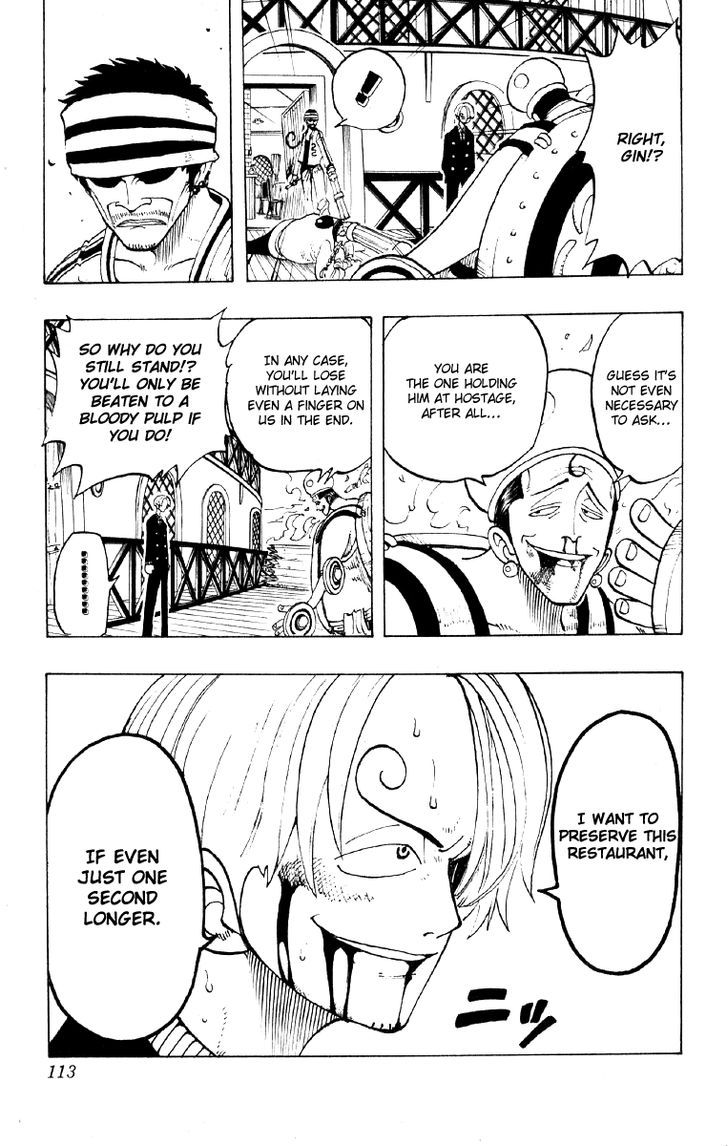 !
RIGHT,
GIN!?
GUESS IT'S
NOT EVEN
NECESSARY
TO ASK...
YOU ARE
THE ONE HOLDING
HIM AT HOSTAGE,
AFTER ALL...
IN ANY CASE,
YOU'LL LOSE
WITHOUT LAYING
EVEN A FINGER ON
US IN THE END.
SO WHY DO YOU
STILL STAND!?
YOU'LL ONLY BE
BEATEN TO A
BLOODY PULP IF
YOU DO!
........
I WANT TO
PRESERVE THIS
RESTAURANT,
IF EVEN
JUST ONE
SECOND
LONGER.
ニッ
113